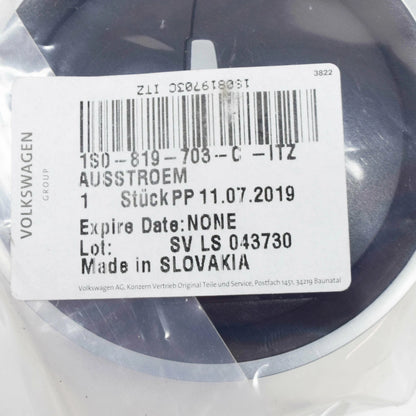 3822
1S0819703C ITZ
VOLKSWAGEN
GROUP
1S0-819-703-C -ITZ
AUSSTROEM
1 Stück PP 11.07.2019
Expire Date:NONE
Lot: SV LS 043730
Made in SLOVAKIA
Volkswagen AG, Konzern Vertrieb Original Teile und Service, Postfach 1451, 34219 Baunatal